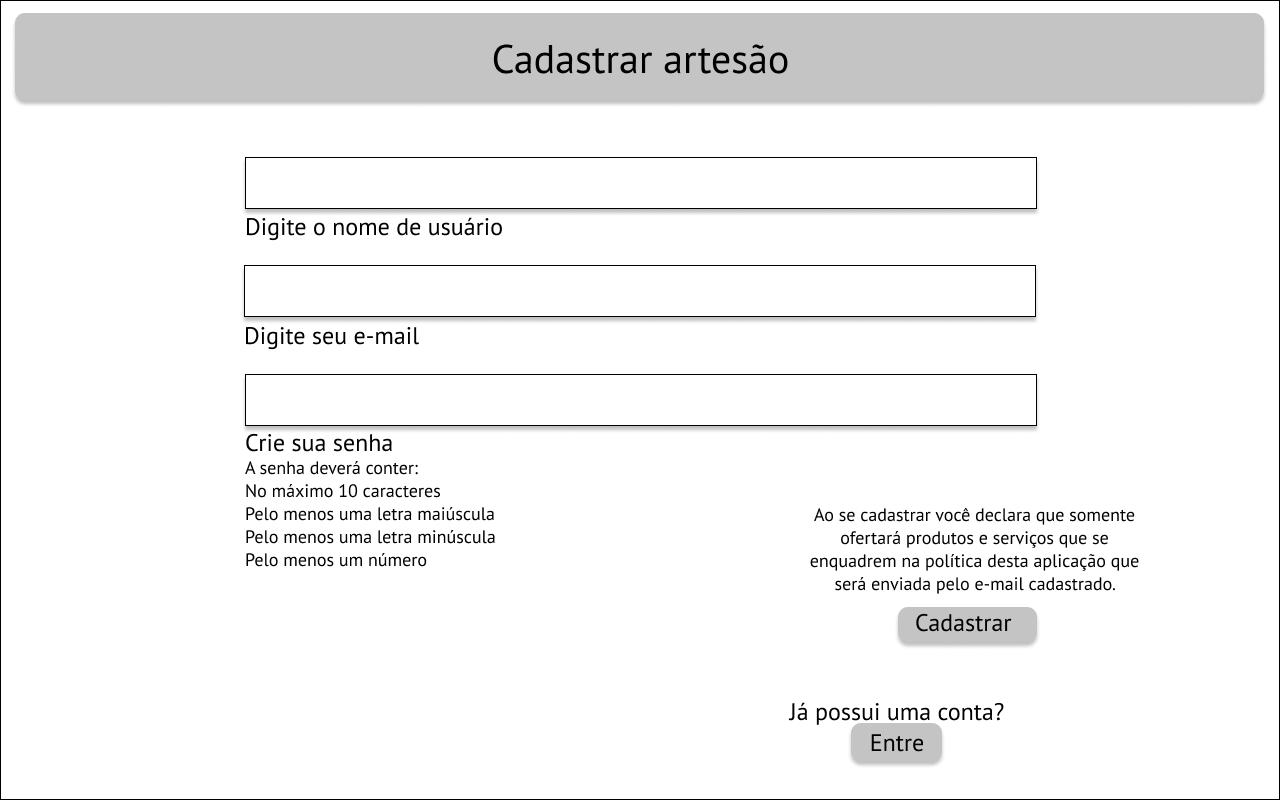 Cadastrar artesão
Digite o nome de usuário
Digite seu e-mail
Crie sua senha
A senha deverá conter:
No máximo 10 caracteres
Pelo menos uma letra maiúscula
Pelo menos uma letra minúscula
Pelo menos um número
Ao se cadastrar você declara que somente
ofertará produtos e serviços que se
enquadrem na política desta aplicação que
será enviada pelo e-mail cadastrado.
Cadastrar
Já possui uma conta?
Entre